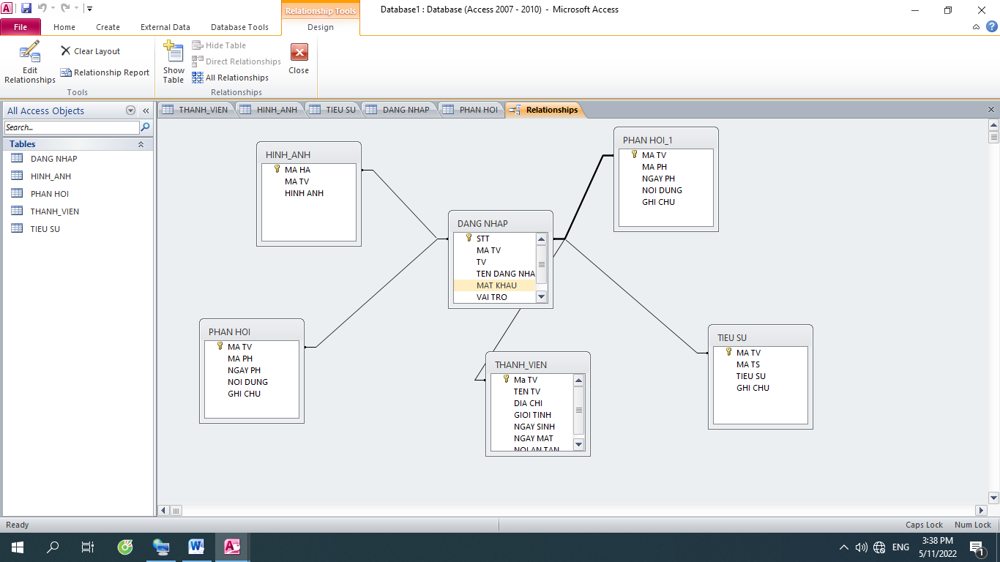 Relationship Tools
Database1 : Database (Access 2007 - 2010) - Microsoft Access
File
Home
Create
External Data
Database Tools
Design
Edit
Relationships
Clear Layout
Relationship Report
Tools
Show
Table
Hide Table
Direct Relationships
All Relationships
Close
Relationships
All Access Objects
Search...
Tables
DANG NHAP
HINH_ANH
PHAN HOI
THANH_VIEN
TIEU SU
THANH_VIEN
HINH_ANH
TIEU SU
DANG NHAP
PHAN HOI
Relationships
HINH_ANH
MA HA
MA TV
HINH ANH
PHAN HOI_1
MA TV
MA PH
NGAY PH
NOI DUNG
GHI CHU
DANG NHAP
STT
MA TV
TV
TEN DANG NHA
MAT KHAU
VAI TRO
PHAN HOI
MA TV
MA PH
NGAY PH
NOI DUNG
GHI CHU
THANH_VIEN
Ma TV
TEN TV
DIA CHI
GIOI TINH
NGAY SINH
NGAY MAT
NOI AN TAN
TIEU SU
MA TV
MA TS
TIEU SU
GHI CHU
Ready
Caps Lock
Num Lock
ENG
3:38 PM
5/11/2022
1